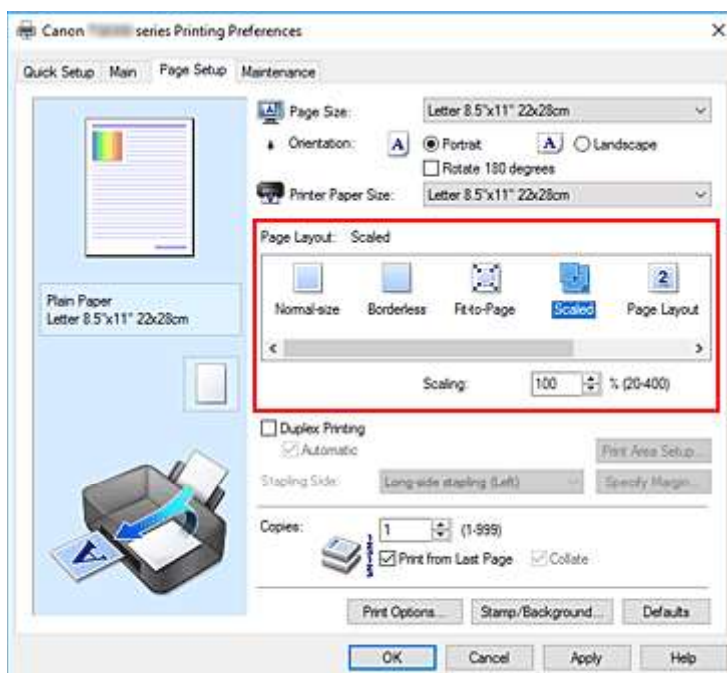 Canon series Printing Preferences
Quick Setup Main Page Setup Maintenance
Page Size: Letter 8.5"x11" 22x28cm
Orientation: A Portrait A Landscape
Rotate 180 degrees
Printer Paper Size: Letter 8.5"x11" 22x28cm
Page Layout: Scaled
2
Normal-size Borderless Fit-to-Page Scaled Page Layout
Plain Paper
Letter 8.5"x11" 22x28cm
Scaling: 100 % (20-400)
Duplex Printing
Automatic Print Area Setup...
Stapling Side: Long-side stapling (Left) Specify Margin...
Copies: 1 (1-999)
Print from Last Page Collate
Print Options... Stamp/Background... Defaults
OK Cancel Apply Help